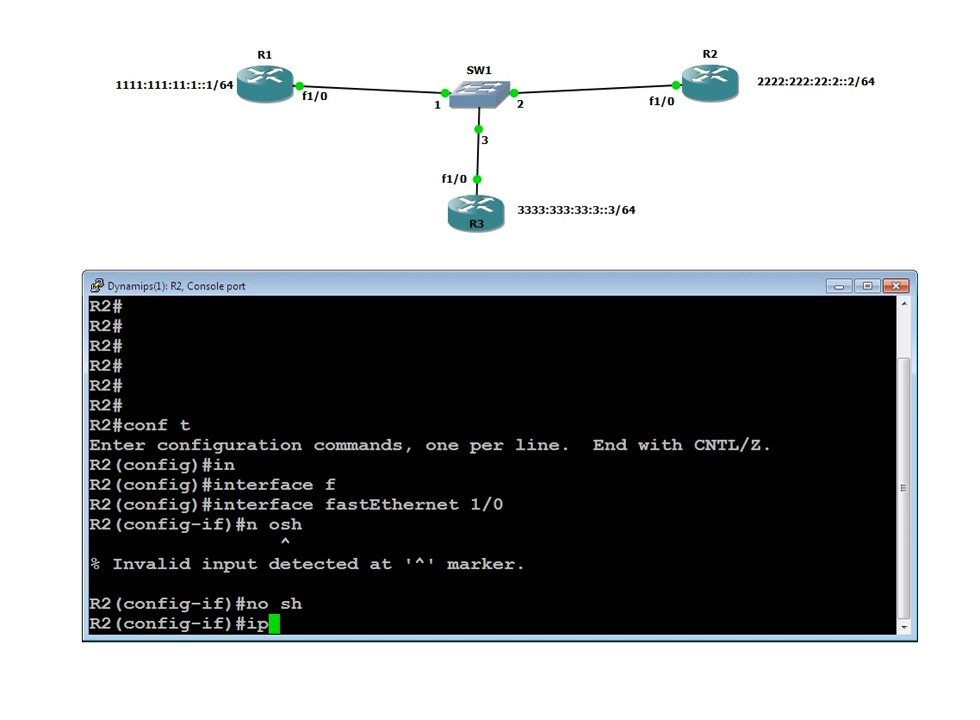 R1
R2
SW1
1111:111:11:1::1/64
f1/0
1
2
f1/0
2222:222:22:2::2/64
3
f1/0
R3
3333:333:33:3::3/64
Dynamips(1): R2, Console port
R2#
R2#
R2#
R2#
R2#
R2#
R2#conf t
Enter configuration commands, one per line.  End with CNTL/Z.
R2(config)#in
R2(config)#interface f
R2(config)#interface fastEthernet 1/0
R2(config-if)#n osh
^
% Invalid input detected at '^' marker.
R2(config-if)#no sh
R2(config-if)#ip